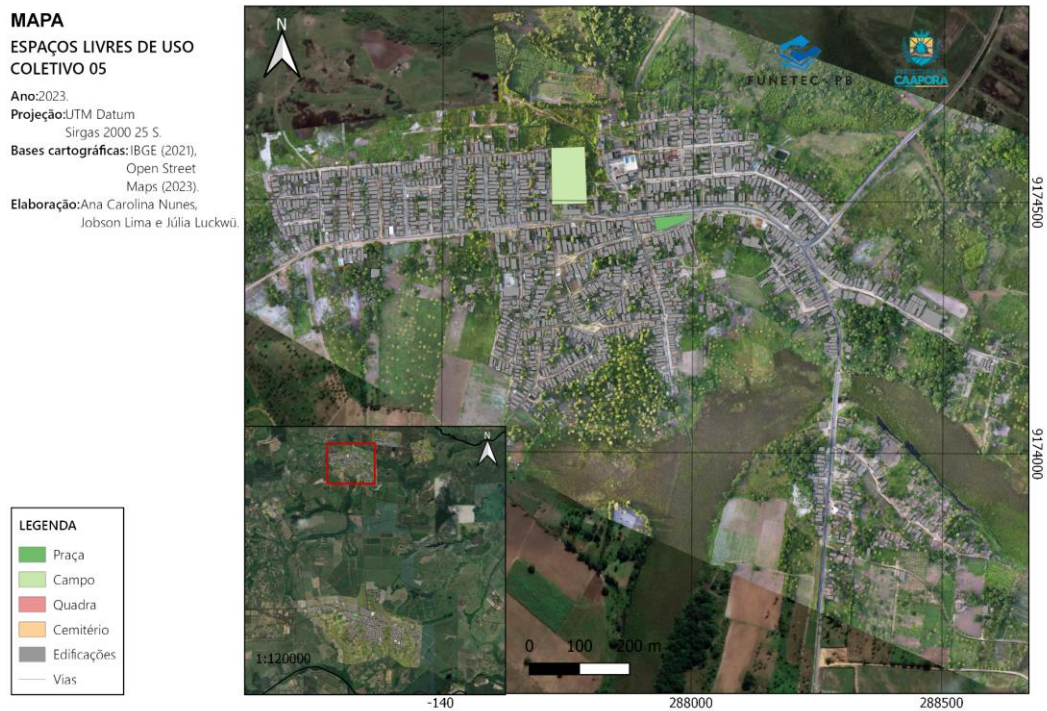 MAPA
ESPAÇOS LIVRES DE USO
COLETIVO 05
Ano:2023.
Projeção:UTM Datum
Sirgas 2000 25 S.
Bases cartográficas: IBGE (2021),
Open Street
Maps (2023).
Elaboração:Ana Carolina Nunes,
Jobson Lima e Júlia Luckwü.
N
FUNETEC-PB
CAAPORÃ
9174500
9174000
N
LEGENDA
Praça
Campo
Quadra
Cemitério
Edificações
Vias
1:120000
0 100 200 m
-140
288000
288500